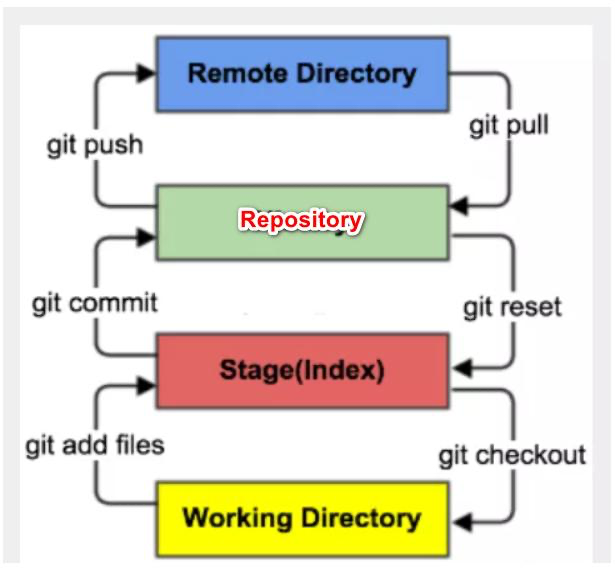 Remote Directory
git push
git pull
Repository
git commit
git reset
Stage(Index)
git add files
git checkout
Working Directory